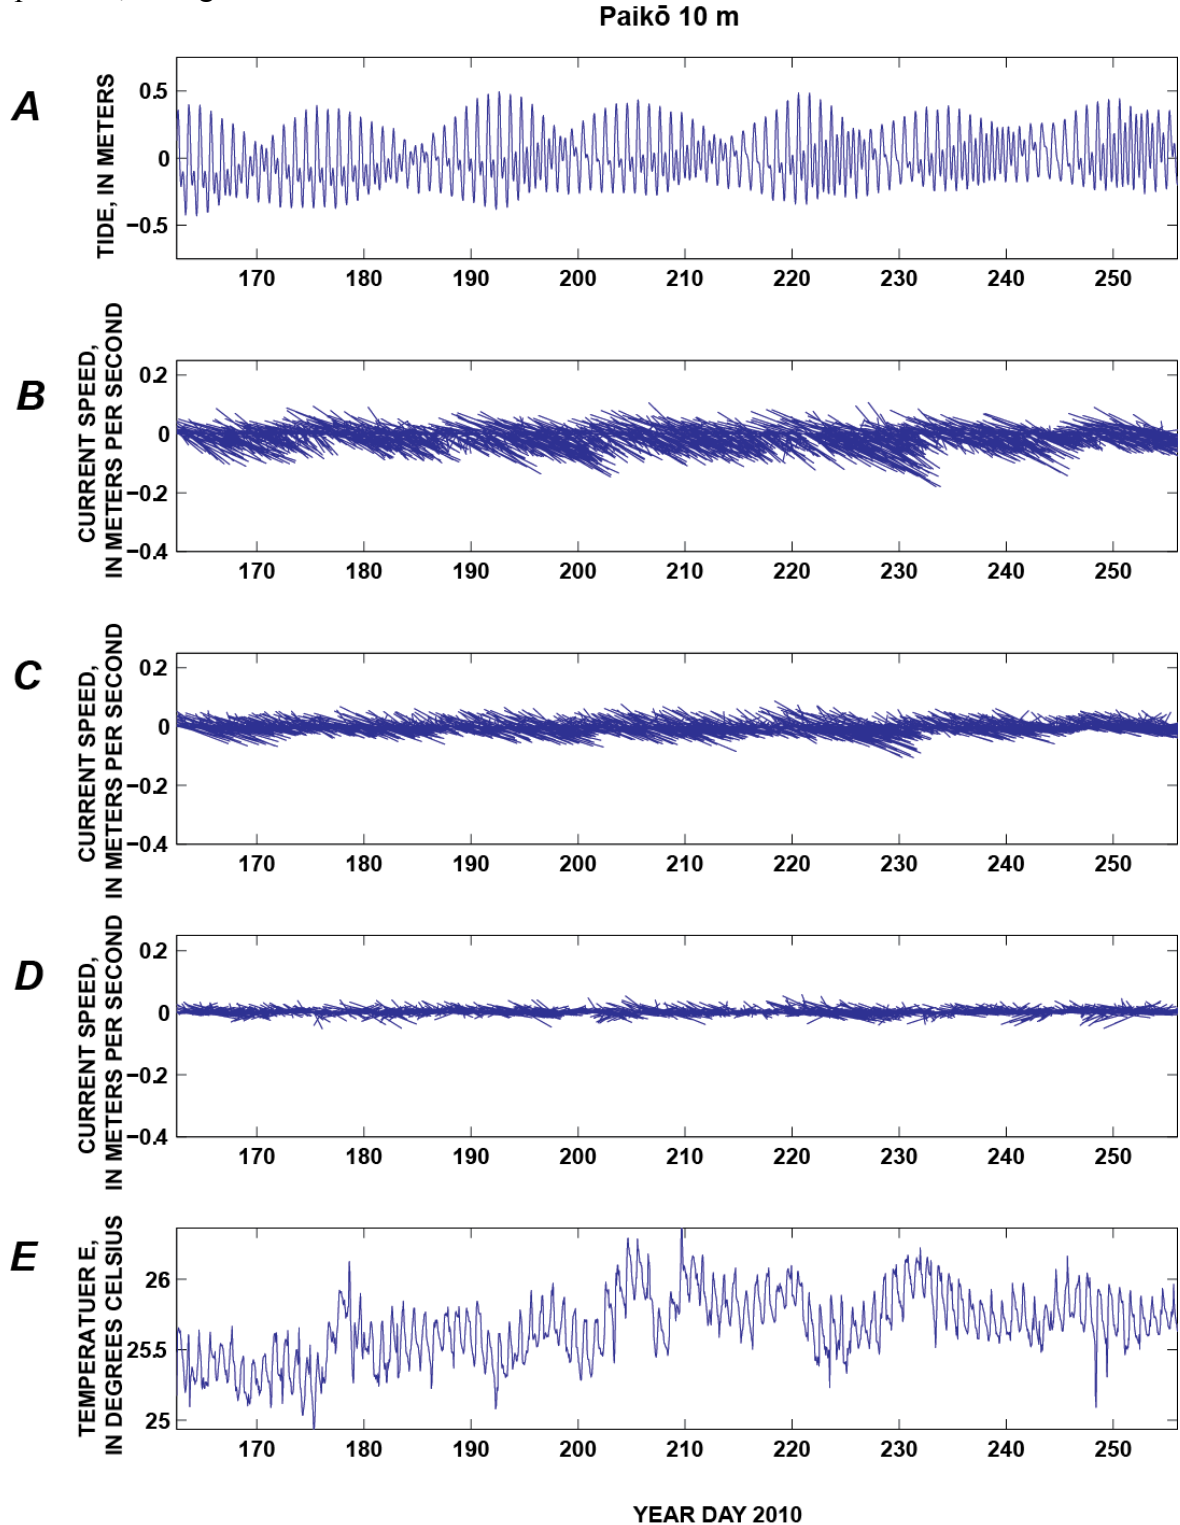 Paikō 10 m
A
TIDE, IN METERS
0.5
0
−0.5
170 180 190 200 210 220 230 240 250
B
CURRENT SPEED,
IN METERS PER SECOND
0.2
0
−0.2
−0.4
170 180 190 200 210 220 230 240 250
C
CURRENT SPEED,
IN METERS PER SECOND
0.2
0
−0.2
−0.4
170 180 190 200 210 220 230 240 250
D
CURRENT SPEED,
IN METERS PER SECOND
0.2
0
−0.2
−0.4
170 180 190 200 210 220 230 240 250
E
TEMPERATUER E,
IN DEGREES CELSIUS
26
25.5
25
170 180 190 200 210 220 230 240 250
YEAR DAY 2010